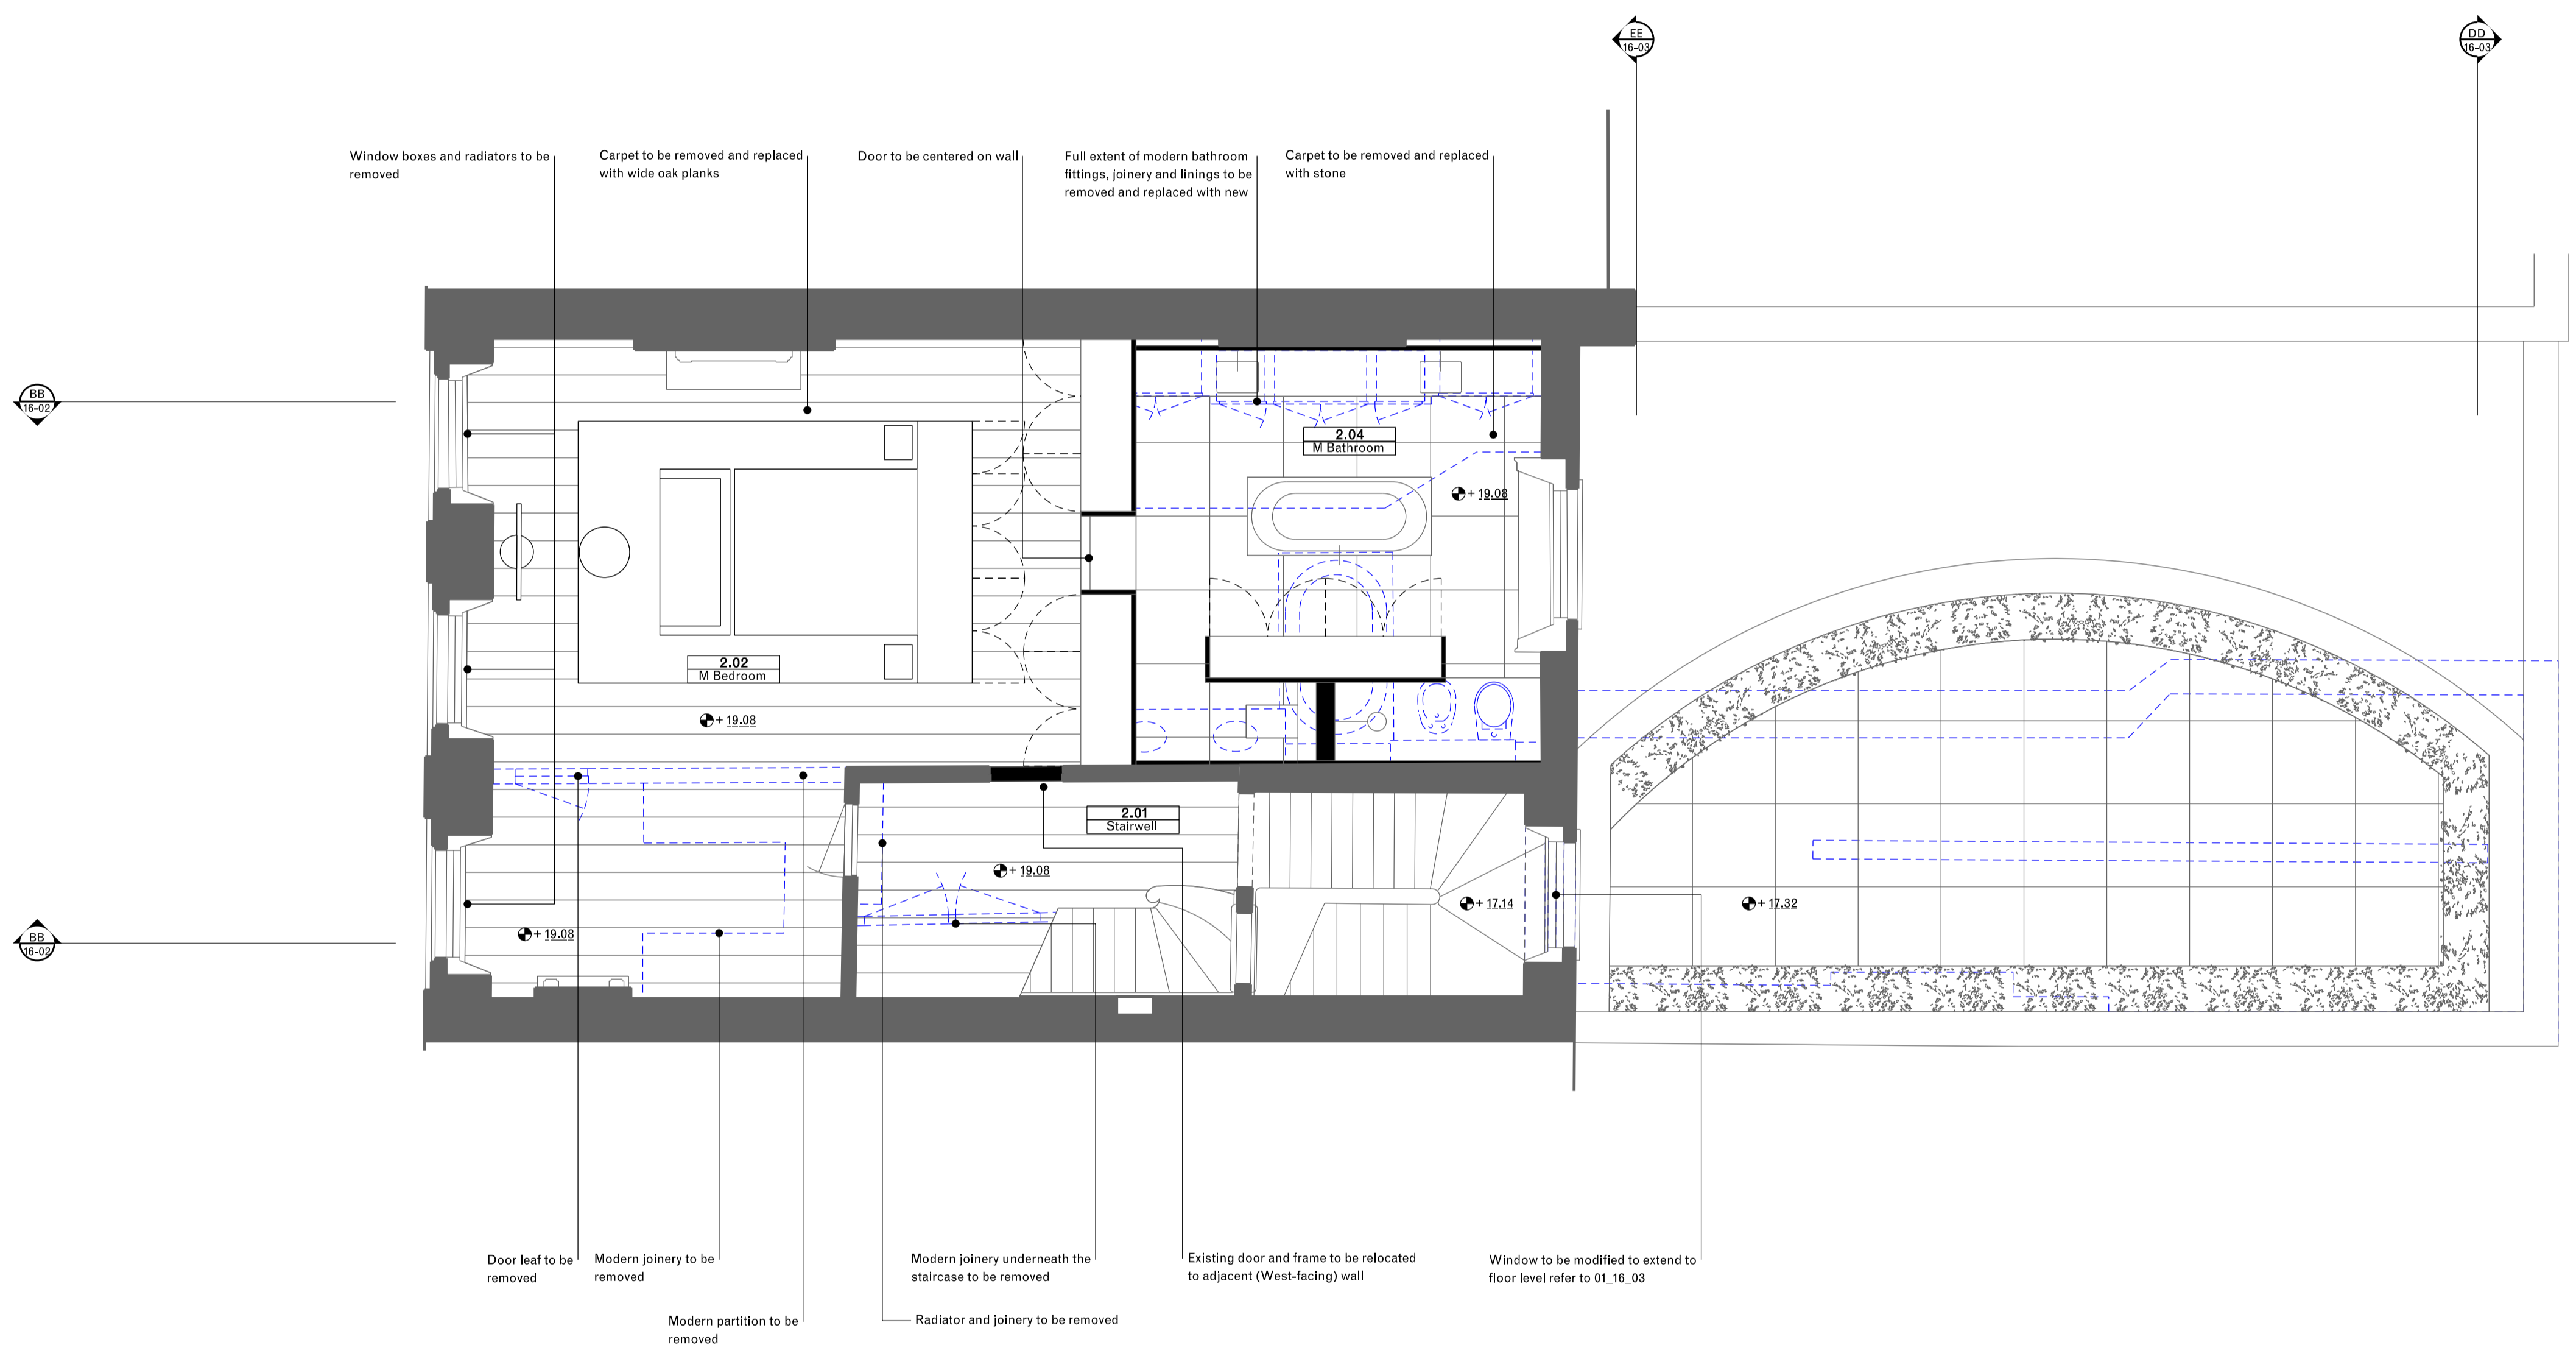 EE
16-03
DD
16-03
Window boxes and radiators to be
removed
Carpet to be removed and replaced
with wide oak planks
Door to be centered on wall
Full extent of modern bathroom
fittings, joinery and linings to be
removed and replaced with new
Carpet to be removed and replaced
with stone
BB
16-02
2.04
M Bathroom
+ 19.08
2.02
M Bedroom
+ 19.08
2.01
Stairwell
+ 19.08
+ 17.14
+ 17.32
+ 19.08
BB
16-02
Door leaf to be
removed
Modern joinery to be
removed
Modern joinery underneath the
staircase to be removed
Existing door and frame to be relocated
to adjacent (West-facing) wall
Window to be modified to extend to
floor level refer to 01_16_03
Modern partition to be
removed
Radiator and joinery to be removed